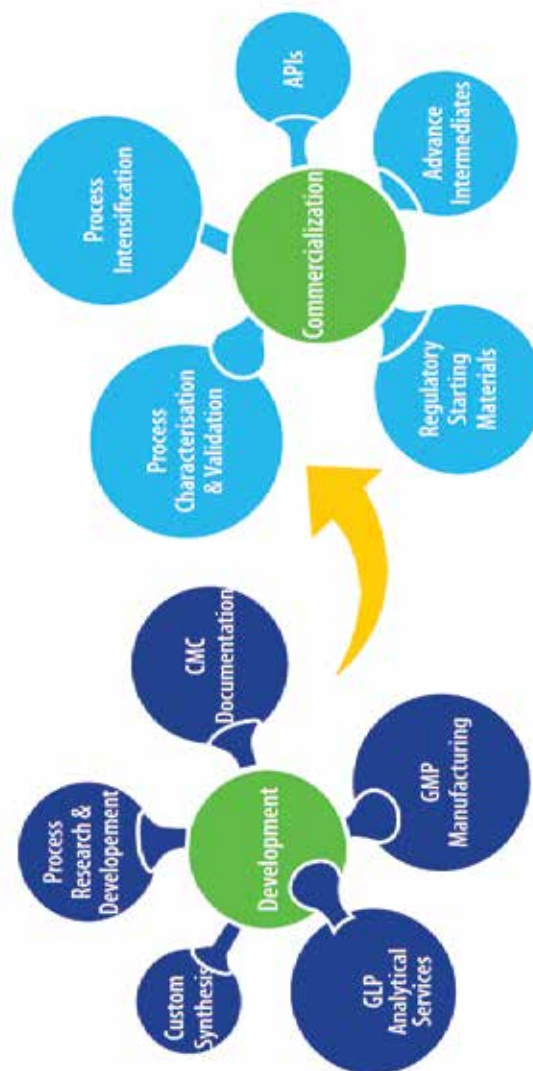 Custom
Synthesis
Process
Research &
Developement
CMC
Documentation
Development
GLP
Analytical
Services
GMP
Manufacturing
Process
Characterisation
& Validation
Process
Intensification
APIs
Commercialization
Regulatory
Starting
Materials
Advance
Intermediates